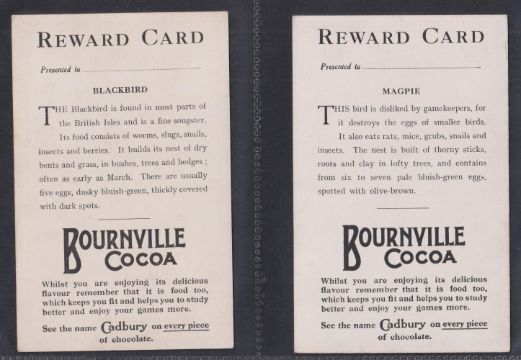 REWARD CARD
Presented to
BLACKBIRD
THE Blackbird is found in most parts of
the British Isles and is a fine songster.
Its food consists of worms, slugs, snails,
insects and berries. It builds its nest of dry
bents and grass, in bushes, trees and hedges;
often as early as March. There are usually
five eggs, dusky bluish-green, thickly covered
with dark spots.
BOURNVILLE
COCOA
Whilst you are enjoying its delicious
flavour remember that it is food too,
which keeps you fit and helps you to study
better and enjoy your games more.
See the name Cadbury on every piece
of chocolate.
REWARD CARD
Presented to
MAGPIE
THIS bird is disliked by gamekeepers, for
it destroys the eggs of smaller birds.
It also eats rats, mice, grubs, snails and
insects. The nest is built of thorny sticks,
roots and clay in lofty trees, and contains
from six to seven pale bluish-green eggs,
spotted with olive-brown.
BOURNVILLE
COCOA
Whilst you are enjoying its delicious
flavour remember that it is food too,
which keeps you fit and helps you to study
better and enjoy your games more.
See the name Cadbury on every piece
of chocolate.